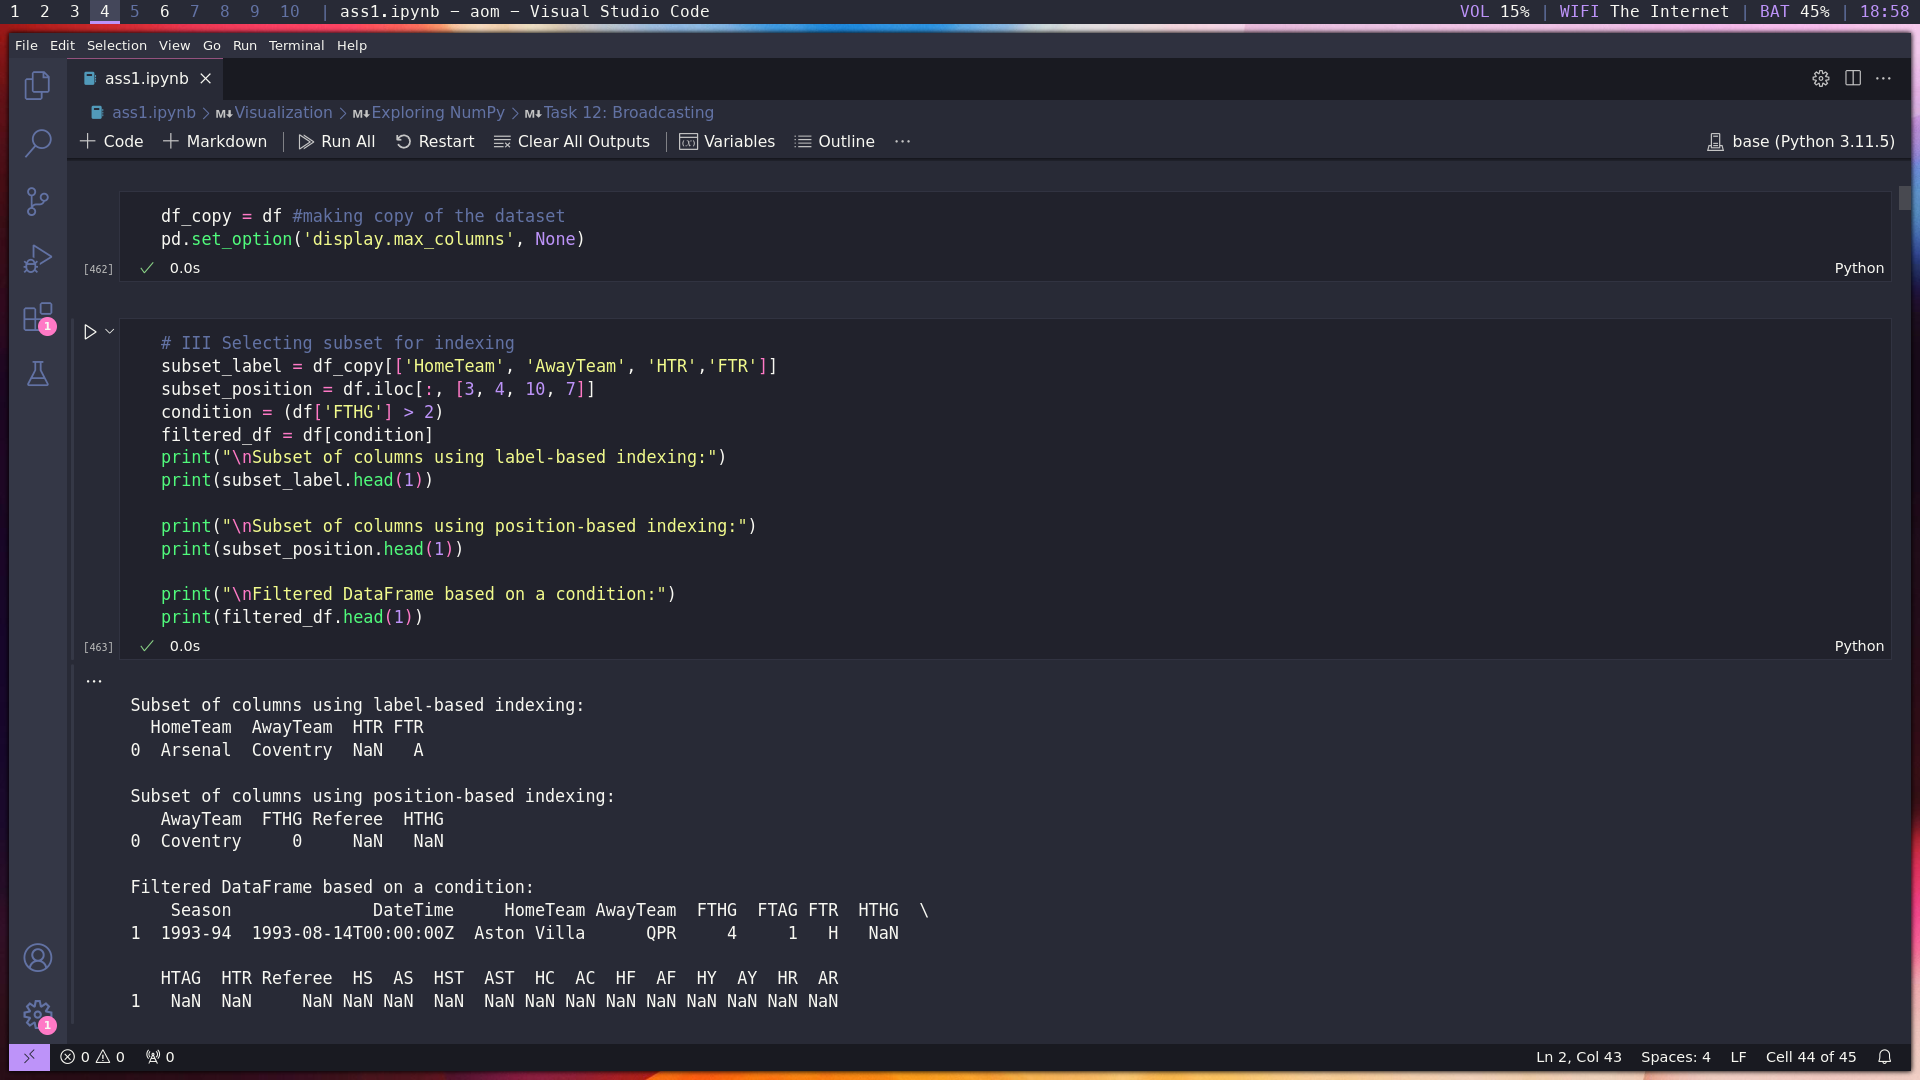 1 2 3 4 5 6 7 8 9 10 | ass1.ipynb — aom — Visual Studio Code VOL 15% | WIFI The Internet | BAT 45% | 18:58
File Edit Selection View Go Run Terminal Help
ass1.ipynb
ass1.ipynb > M↓Visualization > M↓Exploring NumPy > M↓Task 12: Broadcasting
+ Code + Markdown | Run All Restart Clear All Outputs | Variables Outline ··· base (Python 3.11.5)
df_copy = df #making copy of the dataset
pd.set_option('display.max_columns', None)
[462] ✓ 0.0s Python
# III Selecting subset for indexing
subset_label = df_copy[['HomeTeam', 'AwayTeam', 'HTR','FTR']]
subset_position = df.iloc[:, [3, 4, 10, 7]]
condition = (df['FTHG'] > 2)
filtered_df = df[condition]
print("\nSubset of columns using label-based indexing:")
print(subset_label.head(1))
print("\nSubset of columns using position-based indexing:")
print(subset_position.head(1))
print("\nFiltered DataFrame based on a condition:")
print(filtered_df.head(1))
[463] ✓ 0.0s Python
···
Subset of columns using label-based indexing:
HomeTeam AwayTeam HTR FTR
0 Arsenal Coventry NaN A
Subset of columns using position-based indexing:
AwayTeam FTHG Referee HTHG
0 Coventry 0 NaN NaN
Filtered DataFrame based on a condition:
Season DateTime HomeTeam AwayTeam FTHG FTAG FTR HTHG \
1 1993-94 1993-08-14T00:00:00Z Aston Villa QPR 4 1 H NaN
HTAG HTR Referee HS AS HST AST HC AC HF AF HY AY HR AR
1 NaN NaN NaN NaN NaN NaN NaN NaN NaN NaN NaN NaN NaN NaN NaN
1
1
0 0 0 Ln 2, Col 43 Spaces: 4 LF Cell 44 of 45